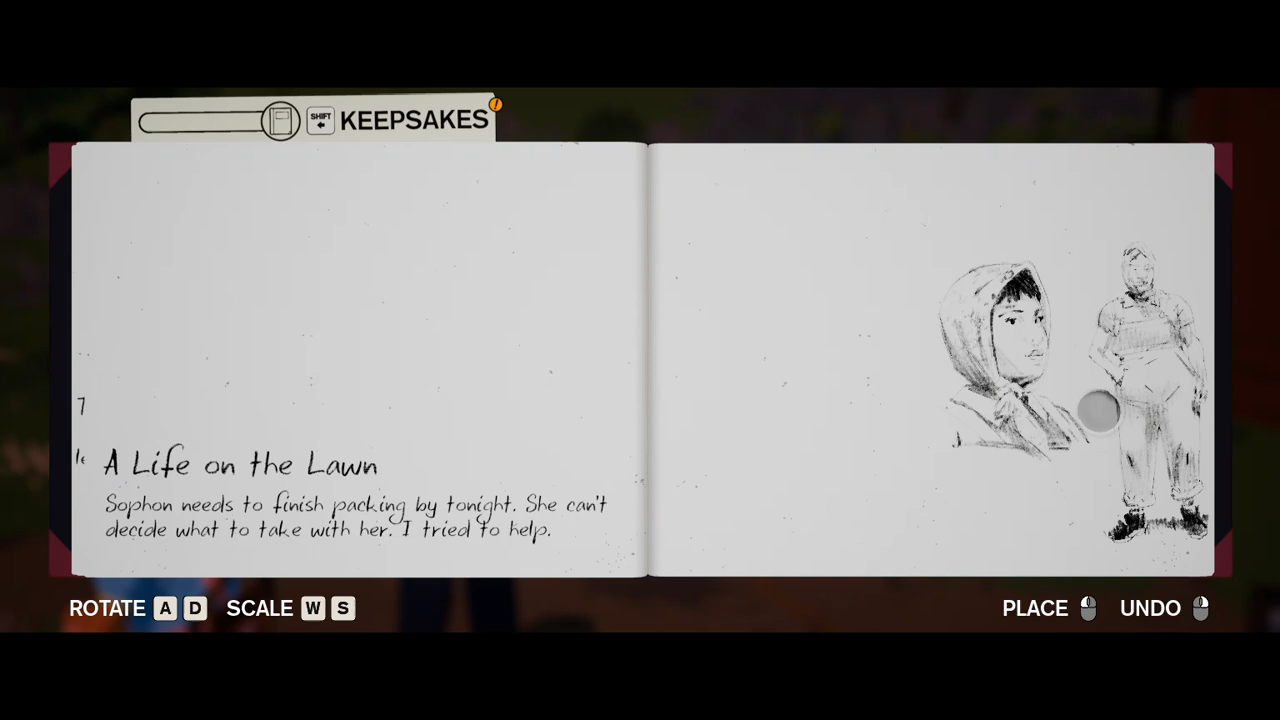 SHIFT KEEPSAKES !
7
A Life on the Lawn
Sophon needs to finish packing by tonight. She can't
decide what to take with her. I tried to help.
ROTATE A D SCALE W S
PLACE UNDO